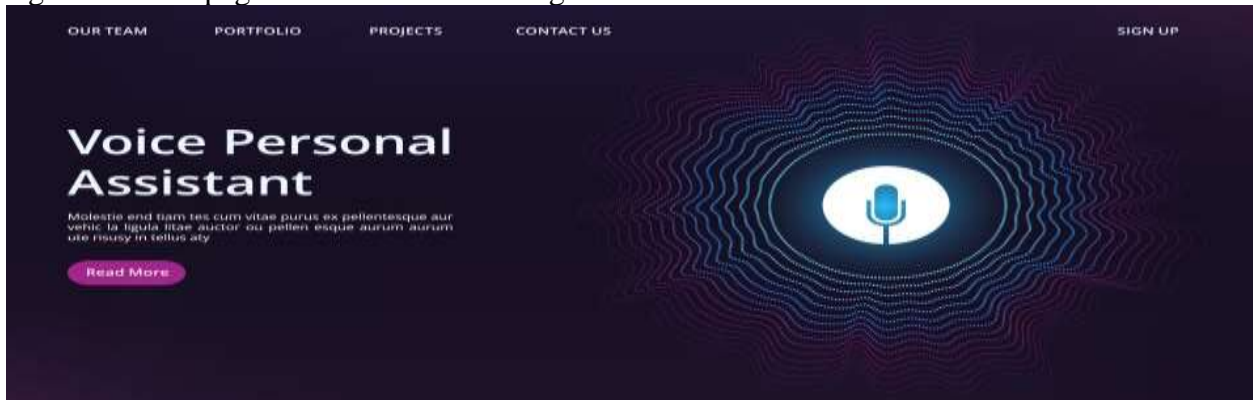 OUR TEAM PORTFOLIO PROJECTS CONTACT US SIGN UP
Voice Personal
Assistant
Molestie end tiam tes cum vitae purus ex pellentesque aur
vehic la ligula litae auctor ou pellen esque aurum aurum
ute risusy in tellus aty
Read More